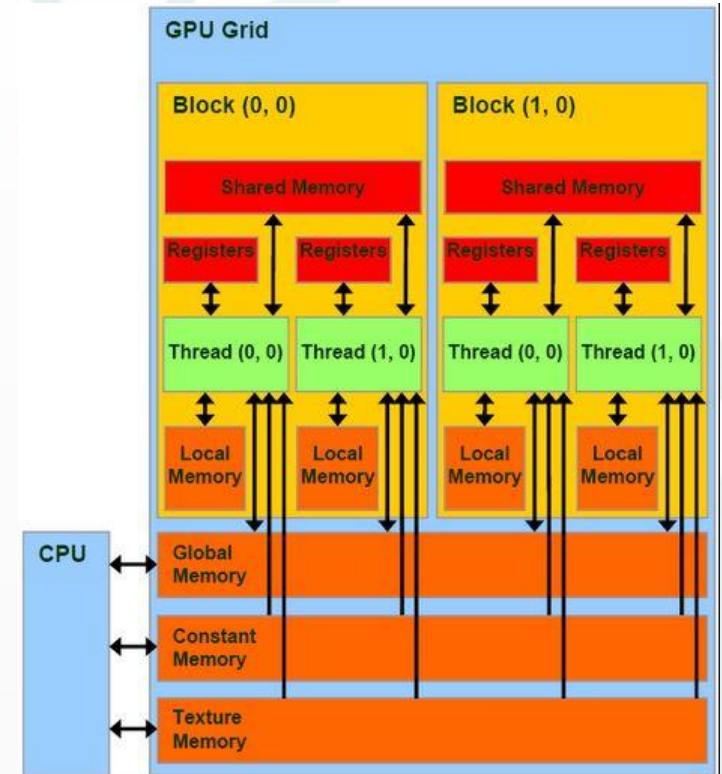 GPU Grid
Block (0, 0)
Block (1, 0)
Shared Memory
Shared Memory
Registers
Registers
Registers
Registers
Thread (0, 0)
Thread (1, 0)
Thread (0, 0)
Thread (1, 0)
Local
Memory
Local
Memory
Local
Memory
Local
Memory
CPU
Global
Memory
Constant
Memory
Texture
Memory